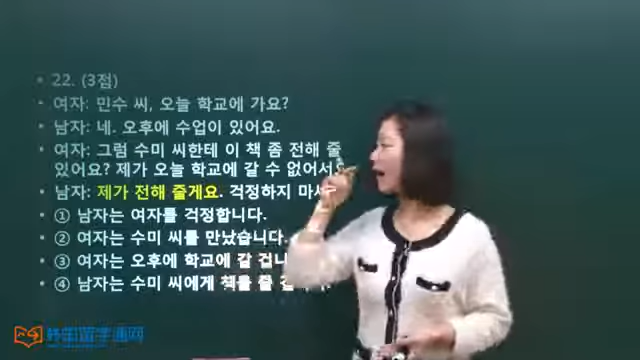 • 22. (3점)
• 여자: 민수 씨, 오늘 학교에 가요?
• 남자: 네. 오후에 수업이 있어요.
• 여자: 그럼 수미 씨한테 이 책 좀 전해 줄
있어요? 제가 오늘 학교에 갈 수 없어서요
• 남자: 제가 전해 줄게요. 걱정하지 마세
• ① 남자는 여자를 걱정합니다.
• ② 여자는 수미 씨를 만났습니다.
• ③ 여자는 오후에 학교에 갈 겁니
• ④ 남자는 수미 씨에게 책을 줄